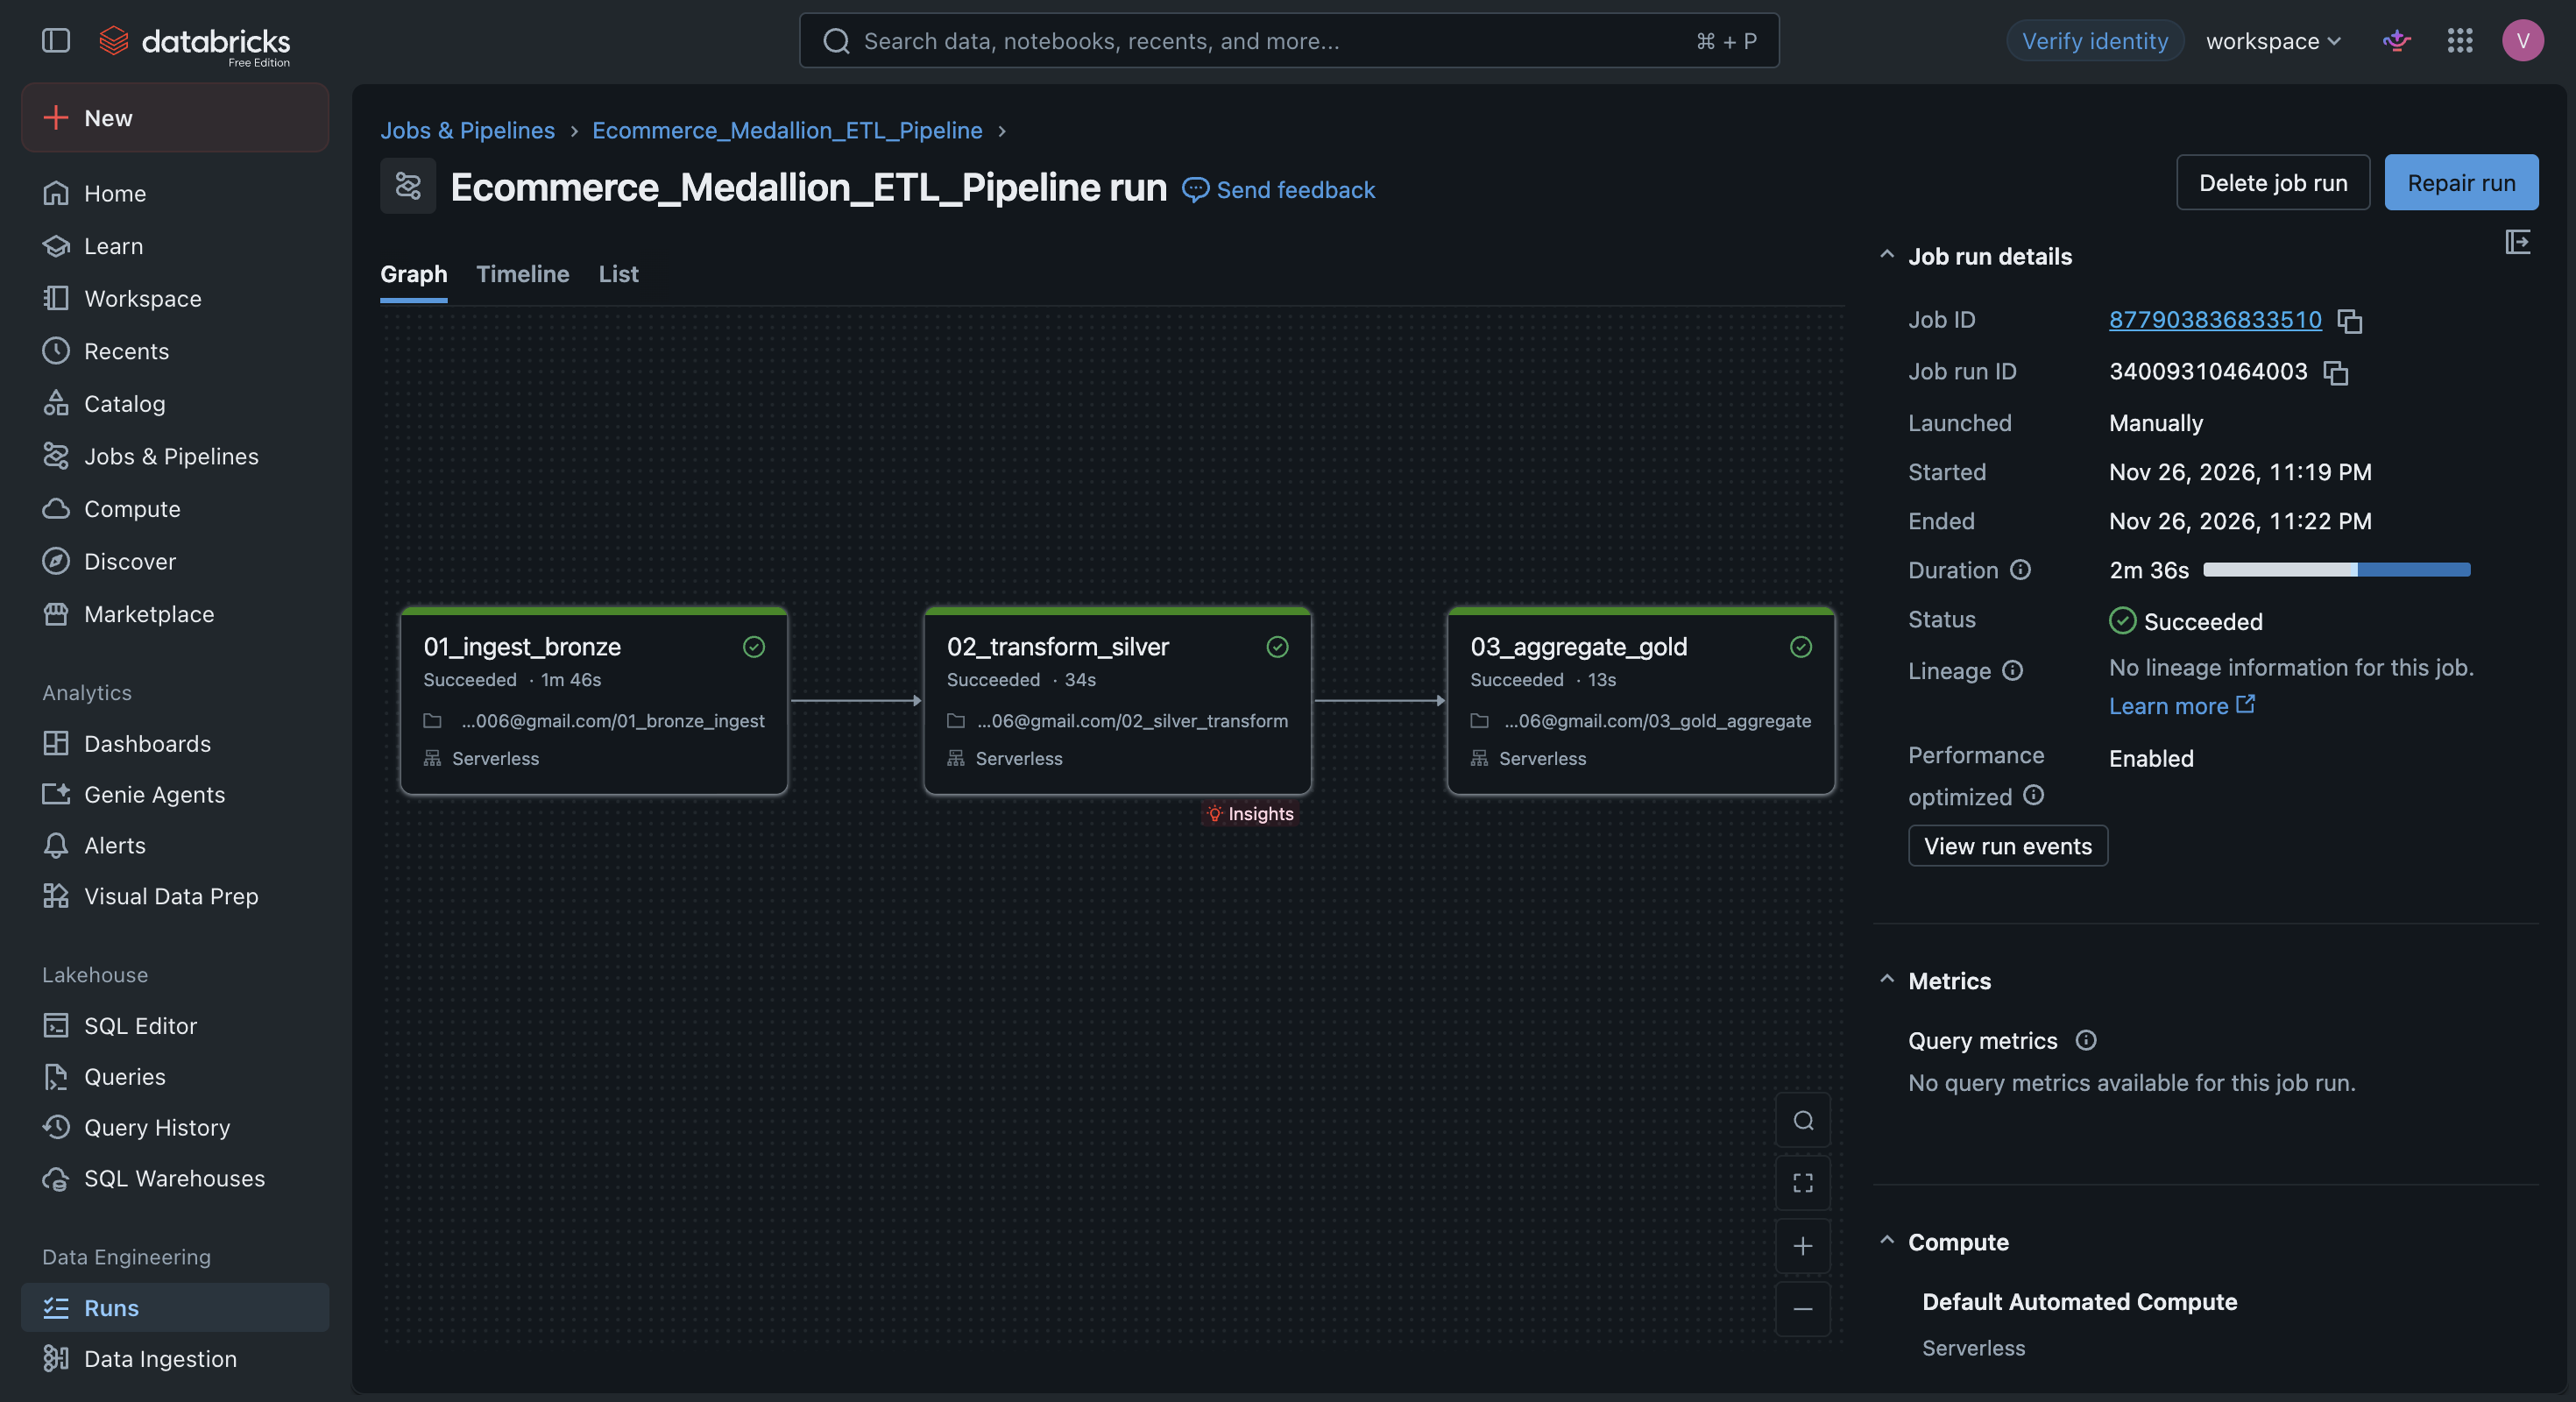 databricks
Free Edition
Search data, notebooks, recents, and more...
⌘ + P
Verify identity
workspace
V
New
Home
Learn
Workspace
Recents
Catalog
Jobs & Pipelines
Compute
Discover
Marketplace
Analytics
Dashboards
Genie Agents
Alerts
Visual Data Prep
Lakehouse
SQL Editor
Queries
Query History
SQL Warehouses
Data Engineering
Runs
Data Ingestion
Jobs & Pipelines › Ecommerce_Medallion_ETL_Pipeline ›
Ecommerce_Medallion_ETL_Pipeline run
Send feedback
Delete job run
Repair run
Graph
Timeline
List
01_ingest_bronze
Succeeded · 1m 46s
...006@gmail.com/01_bronze_ingest
Serverless
02_transform_silver
Succeeded · 34s
...06@gmail.com/02_silver_transform
Serverless
Insights
03_aggregate_gold
Succeeded · 13s
...06@gmail.com/03_gold_aggregate
Serverless
Job run details
Job ID 877903836833510
Job run ID 34009310464003
Launched Manually
Started Nov 26, 2026, 11:19 PM
Ended Nov 26, 2026, 11:22 PM
Duration 2m 36s
Status Succeeded
Lineage No lineage information for this job.
Learn more
Performance optimized Enabled
View run events
Metrics
Query metrics
No query metrics available for this job run.
Compute
Default Automated Compute
Serverless